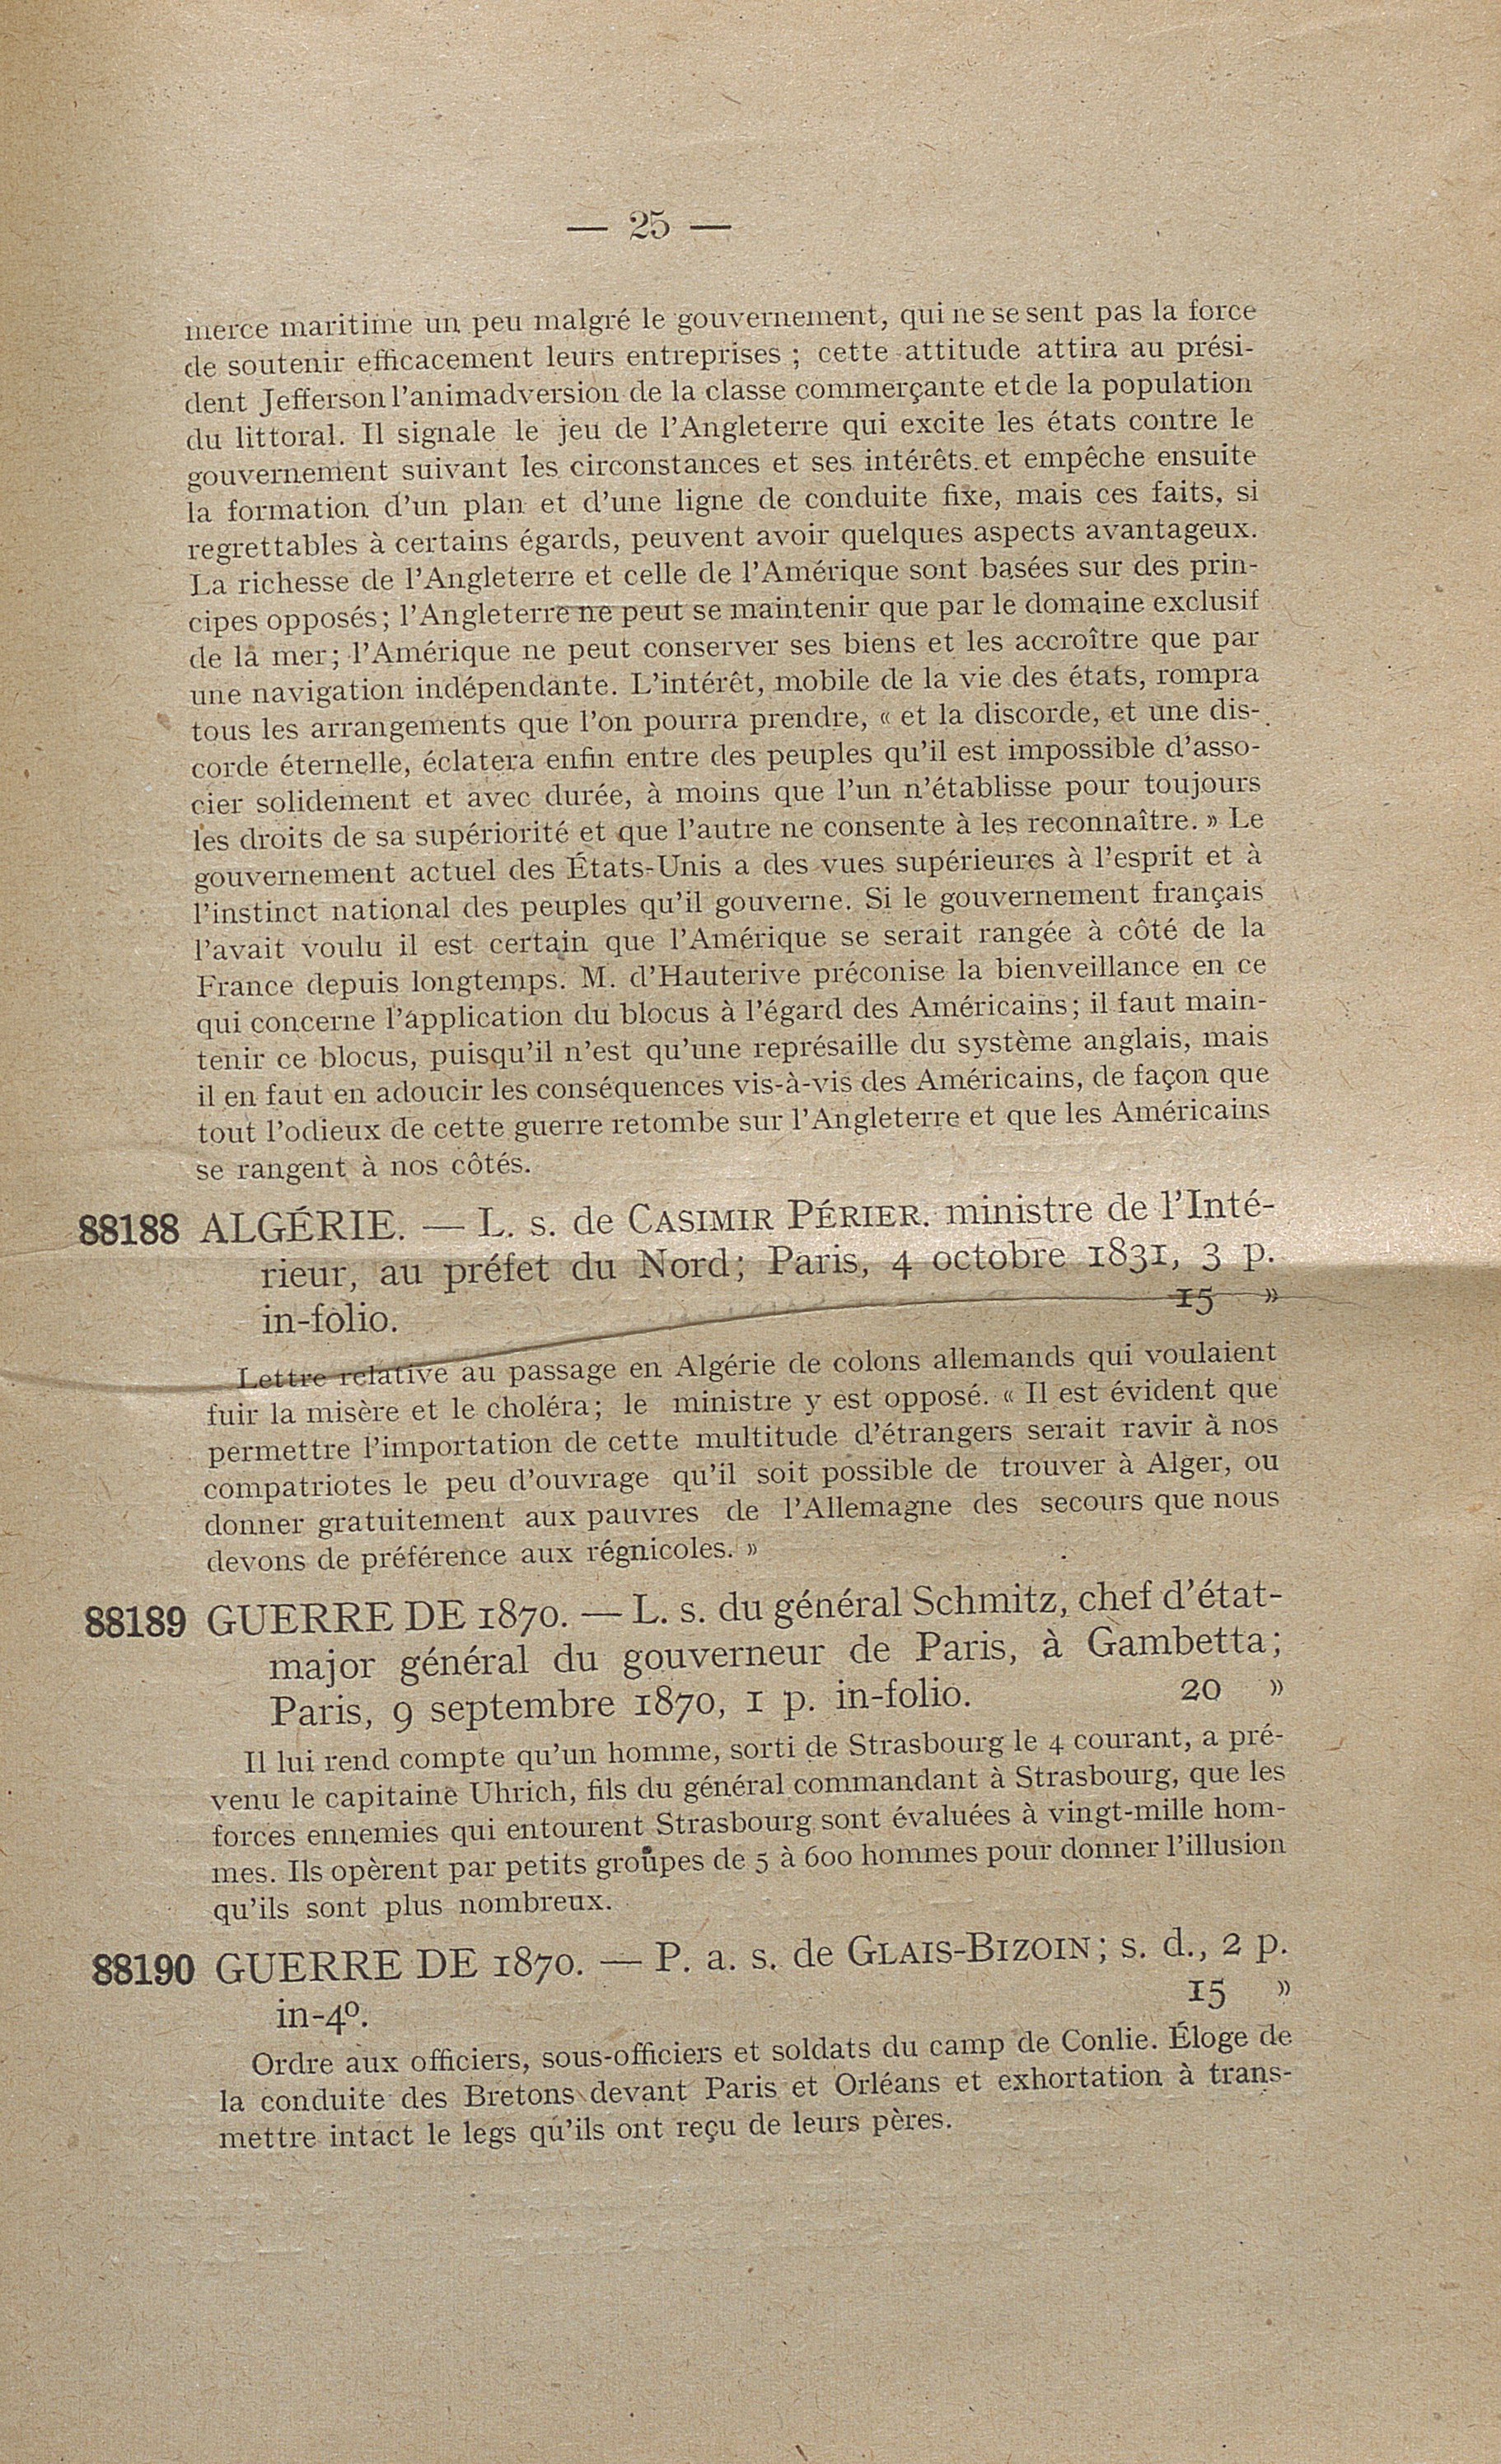 — 25 —
merce maritime un peu malgré le gouvernement, qui ne se sent pas la force
de soutenir efficacement leurs entreprises ; cette attitude attira au prési-
dent Jefferson l'animadversion de la classe commerçante et de la population
du littoral. Il signale le jeu de l'Angleterre qui excite les états contre le
gouvernement suivant les circonstances et ses intérêts. et empêche ensuite
la formation d'un plan et d'une ligne de conduite fixe, mais ces faits, si
regrettables à certains égards, peuvent avoir quelques aspects avantageux.
La richesse de l'Angleterre et celle de l'Amérique sont basées sur des prin-
cipes opposés ; l'Angleterre ne peut se maintenir que par le domaine exclusif
de la mer ; l'Amérique ne peut conserver ses biens et les accroître que par
une navigation indépendante. L'intérêt, mobile de la vie des états, rompra
tous les arrangements que l'on pourra prendre, « et la discorde, et une dis-
corde éternelle, éclatera enfin entre des peuples qu'il est impossible d'asso-
cier solidement et avec durée, à moins que l'un n'établisse pour toujours
les droits de sa supériorité et que l'autre ne consente à les reconnaître. » Le
gouvernement actuel des États-Unis a des vues supérieures à l'esprit et à
l'instinct national des peuples qu'il gouverne. Si le gouvernement français
l'avait voulu il est certain que l'Amérique se serait rangée à côté de la
France depuis longtemps. M. d'Hauterive préconise la bienveillance en ce
qui concerne l'application du blocus à l'égard des Américains ; il faut main-
tenir ce blocus, puisqu'il n'est qu'une représaille du système anglais, mais
il en faut en adoucir les conséquences vis-à-vis des Américains, de façon que
tout l'odieux de cette guerre retombe sur l'Angleterre et que les Américains
se rangent à nos côtés.
88188 ALGÉRIE. — L. s. de CASIMIR PÉRIER. ministre de l'Inté-
rieur, au préfet du Nord ; Paris, 4 octobre 1831, 3 p.
in-folio. 15 »
Lettre relative au passage en Algérie de colons allemands qui voulaient
fuir la misère et le choléra ; le ministre y est opposé. « Il est évident que
permettre l'importation de cette multitude d'étrangers serait ravir à nos
compatriotes le peu d'ouvrage qu'il soit possible de trouver à Alger, ou
donner gratuitement aux pauvres de l'Allemagne des secours que nous
devons de préférence aux régnicoles. »
88189 GUERRE DE 1870. — L. s. du général Schmitz, chef d'état-
major général du gouverneur de Paris, à Gambetta ;
Paris, 9 septembre 1870, 1 p. in-folio. 20 »
Il lui rend compte qu'un homme, sorti de Strasbourg le 4 courant, a pré-
venu le capitaine Uhrich, fils du général commandant à Strasbourg, que les
forces ennemies qui entourent Strasbourg sont évaluées à vingt-mille hom-
mes. Ils opèrent par petits groupes de 5 à 600 hommes pour donner l'illusion
qu'ils sont plus nombreux.
88190 GUERRE DE 1870. — P. a. s. de GLAIS-BIZOIN ; s. d., 2 p.
in-4º. 15 »
Ordre aux officiers, sous-officiers et soldats du camp de Conlie. Éloge de
la conduite des Bretons devant Paris et Orléans et exhortation à trans-
mettre intact le legs qu'ils ont reçu de leurs pères.